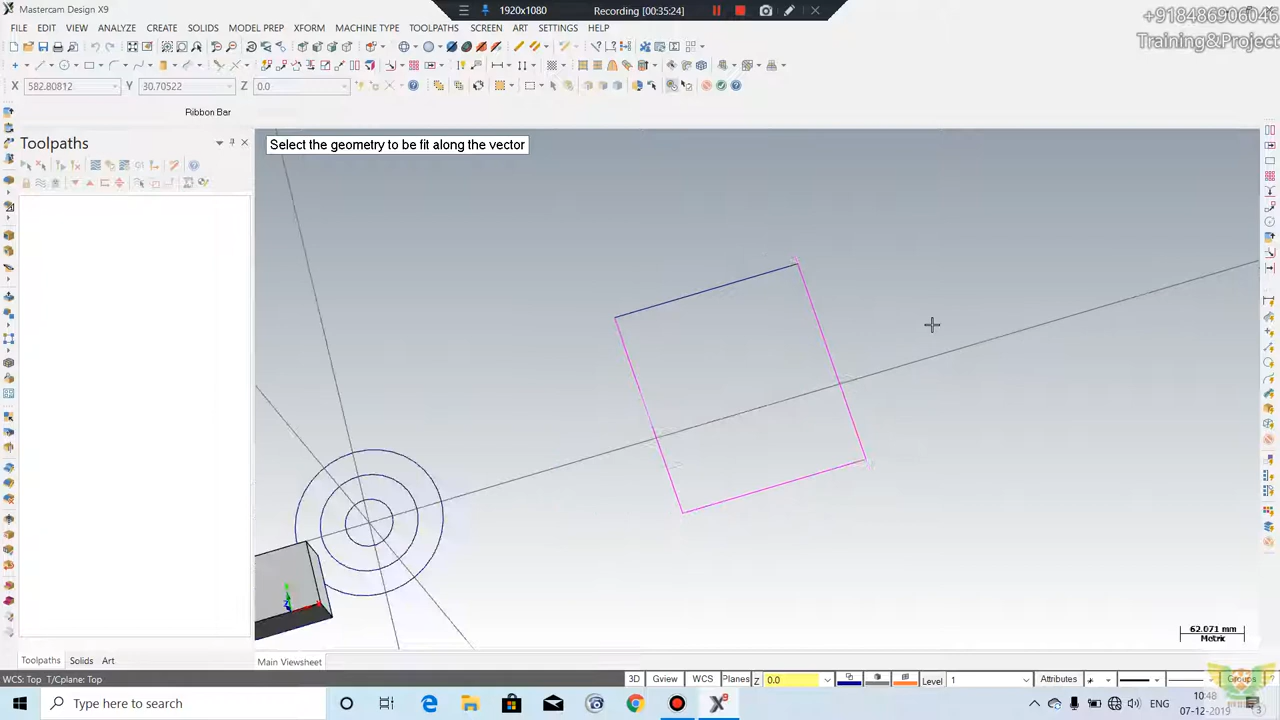 Mastercam Design X9
1920x1080
Recording [00:35:24]
+918486906046
Training&Project
FILE EDIT VIEW ANALYZE CREATE SOLIDS MODEL PREP XFORM MACHINE TYPE TOOLPATHS SCREEN ART SETTINGS HELP
X 582.80812 Y 30.70522 Z 0.0
Ribbon Bar
Toolpaths
Select the geometry to be fit along the vector
62.071 mm
Metric
Toolpaths Solids Art
Main Viewsheet
WCS: Top T/Cplane: Top
3D Gview WCS Planes Z 0.0 Level 1 Attributes Groups ?
Type here to search
ENG
10:48
07-12-2019